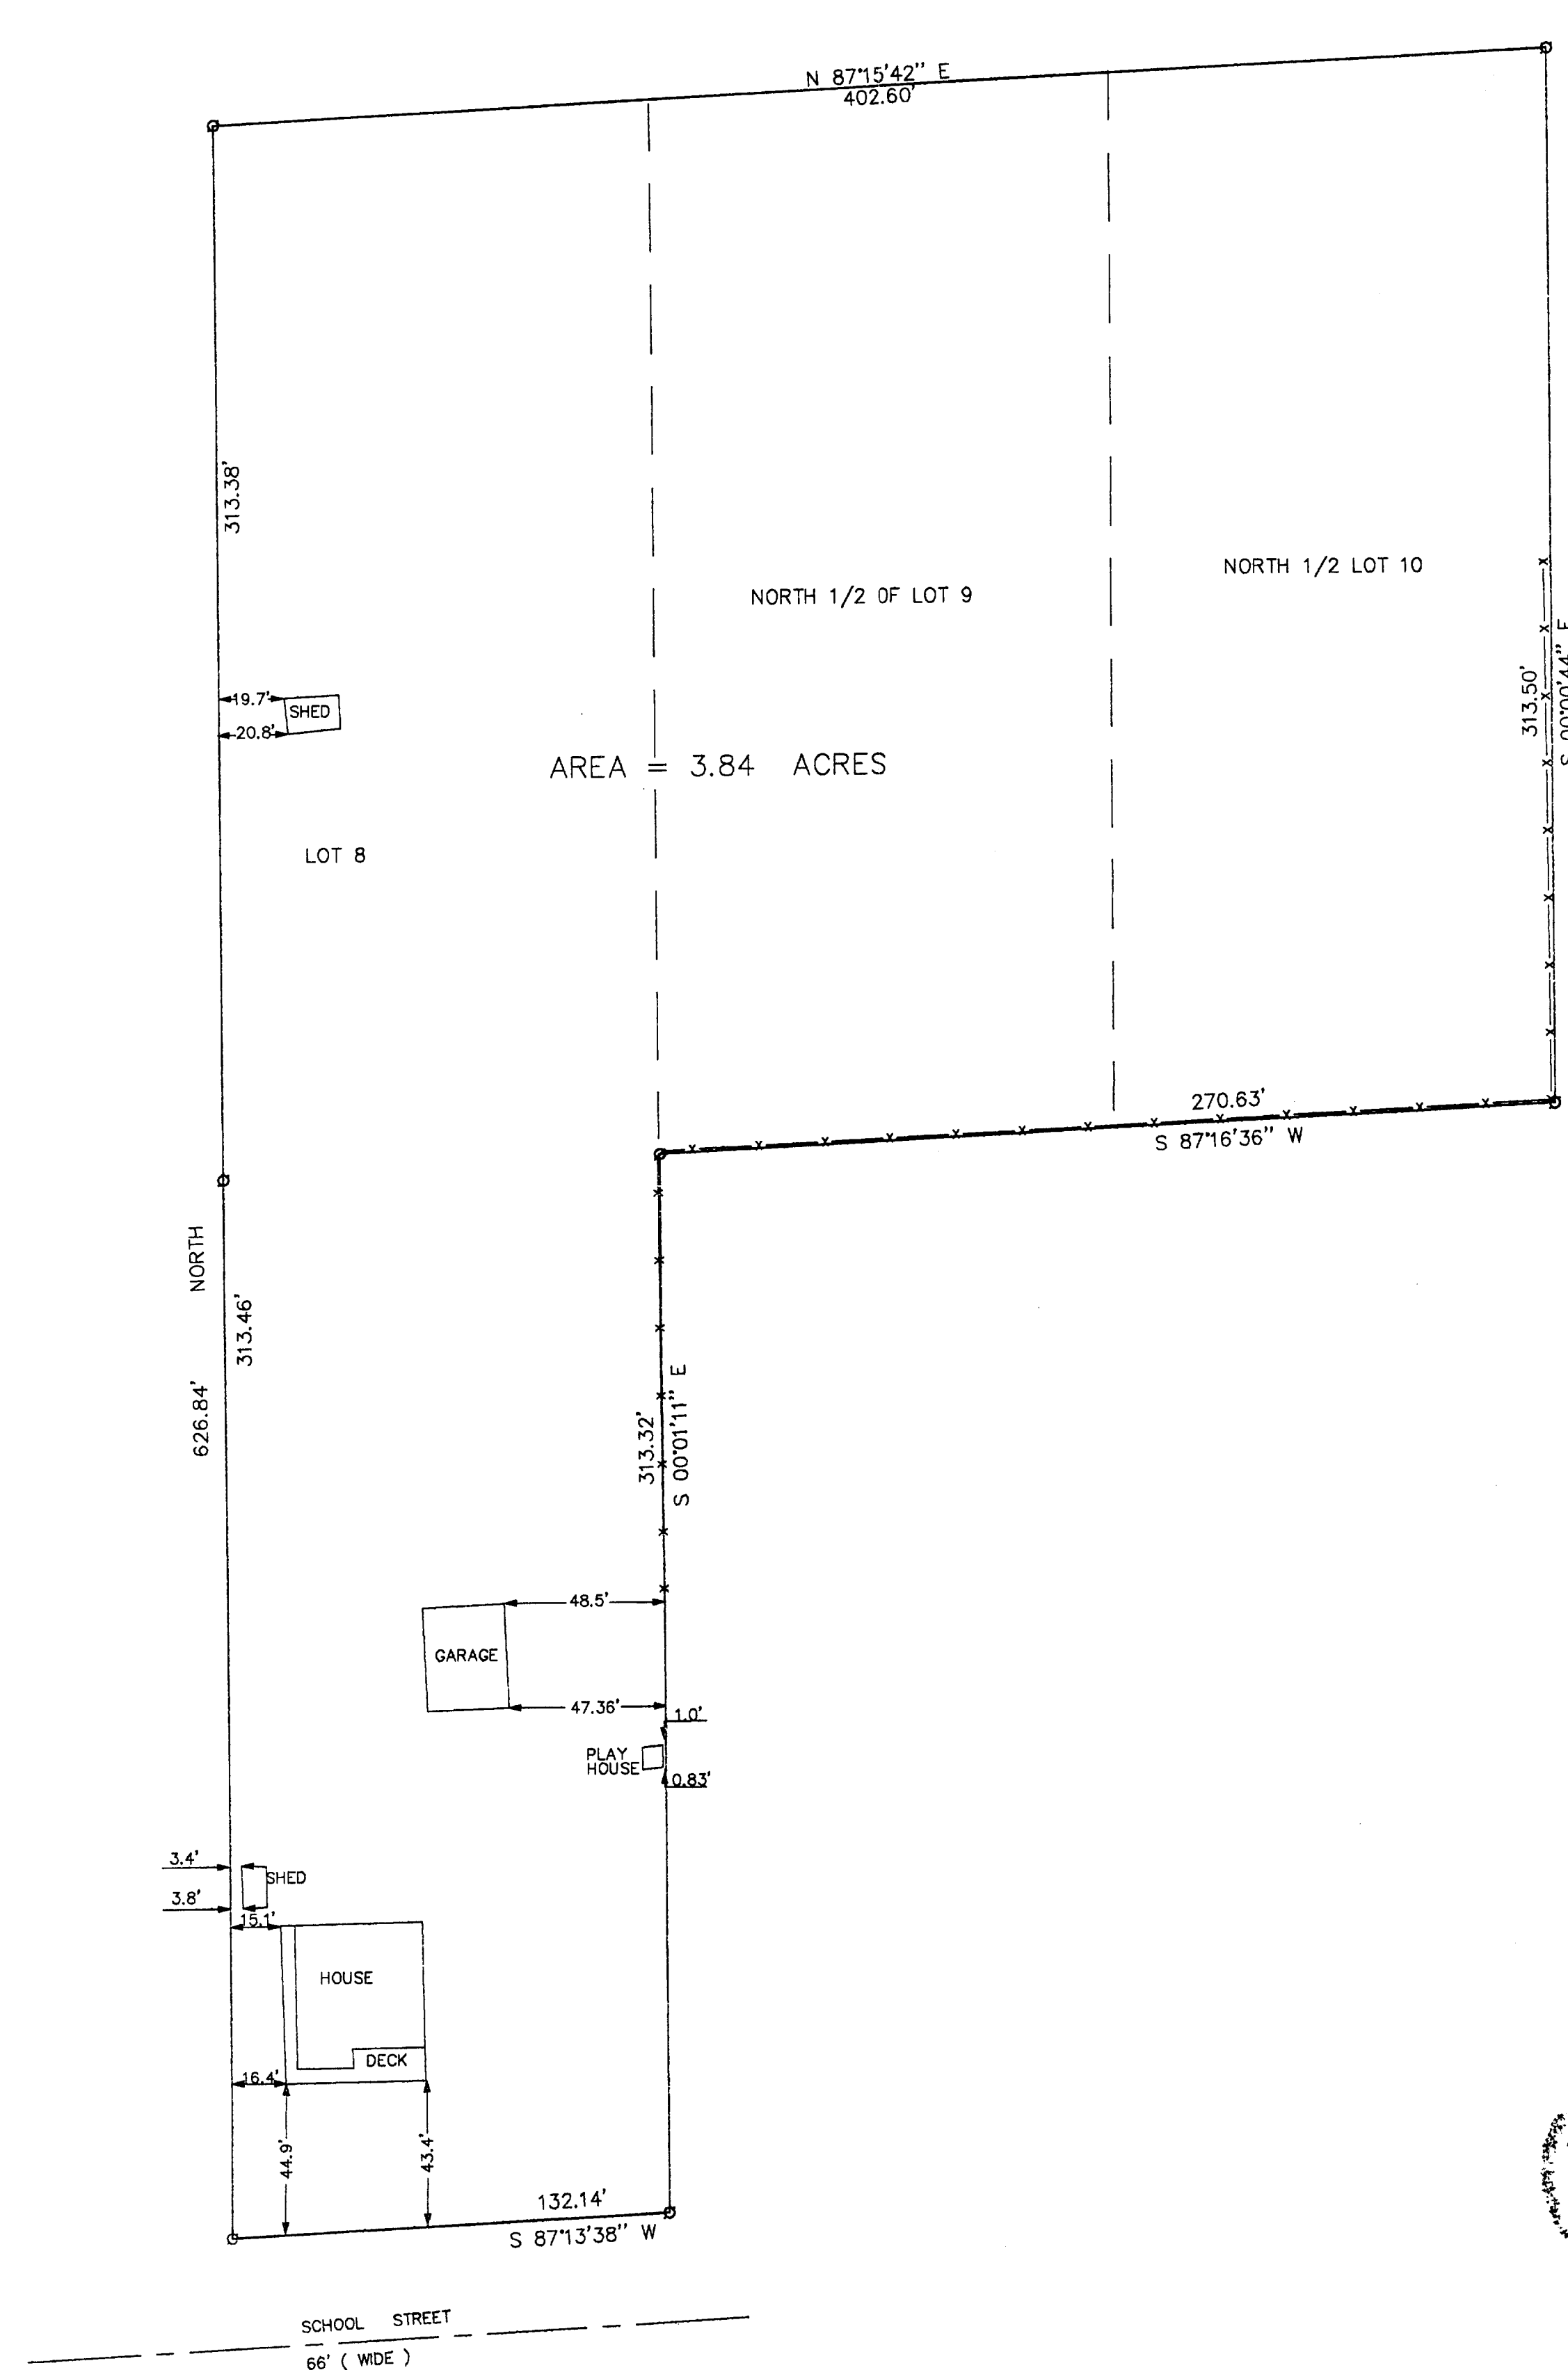 N 87°15'42" E
402.60'
313.38'
NORTH 1/2 LOT 10
NORTH 1/2 OF LOT 9
313.50'
S 00°00'44" E
19.7'
SHED
20.8'
AREA = 3.84 ACRES
LOT 8
270.63'
S 87°16'36" W
NORTH
626.84'
313.46'
313.32'
S 00°01'11" E
48.5'
GARAGE
47.36'
1.0'
PLAY
HOUSE
0.83'
3.4'
SHED
3.8'
15.1'
HOUSE
DECK
16.4'
44.9'
43.4'
132.14'
S 87°13'38" W
SCHOOL STREET
66' ( WIDE )